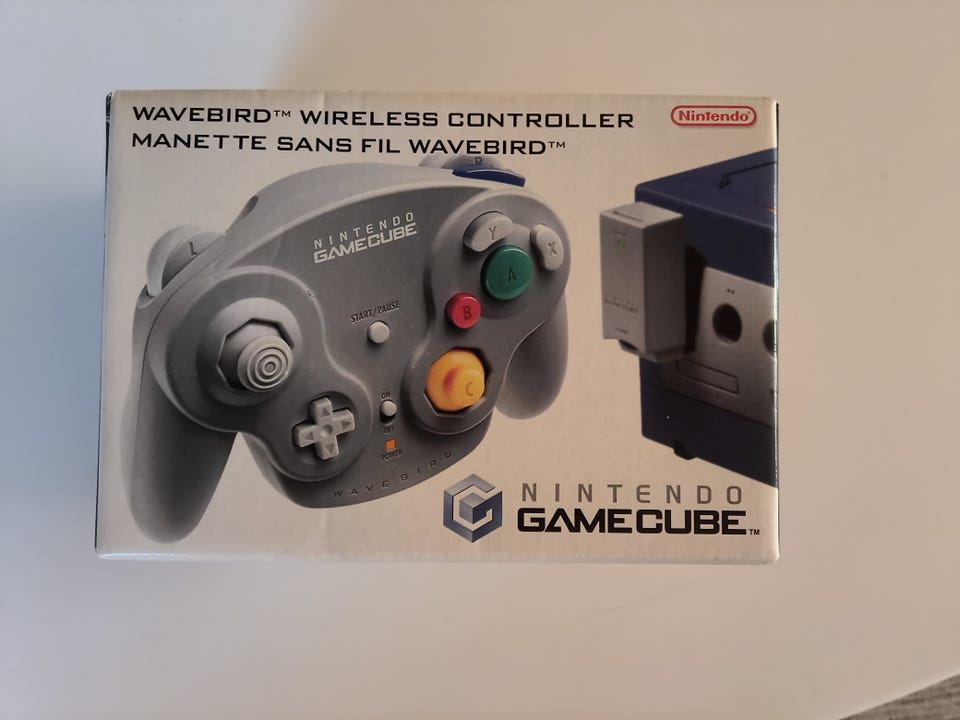 WAVEBIRD™ WIRELESS CONTROLLER
MANETTE SANS FIL WAVEBIRD™
Nintendo®
R
L
NINTENDO
GAMECUBE
Y
X
A
B
START/PAUSE
C
ON
OFF
POWER
WAVEBIRD
NINTENDO
GAMECUBE™